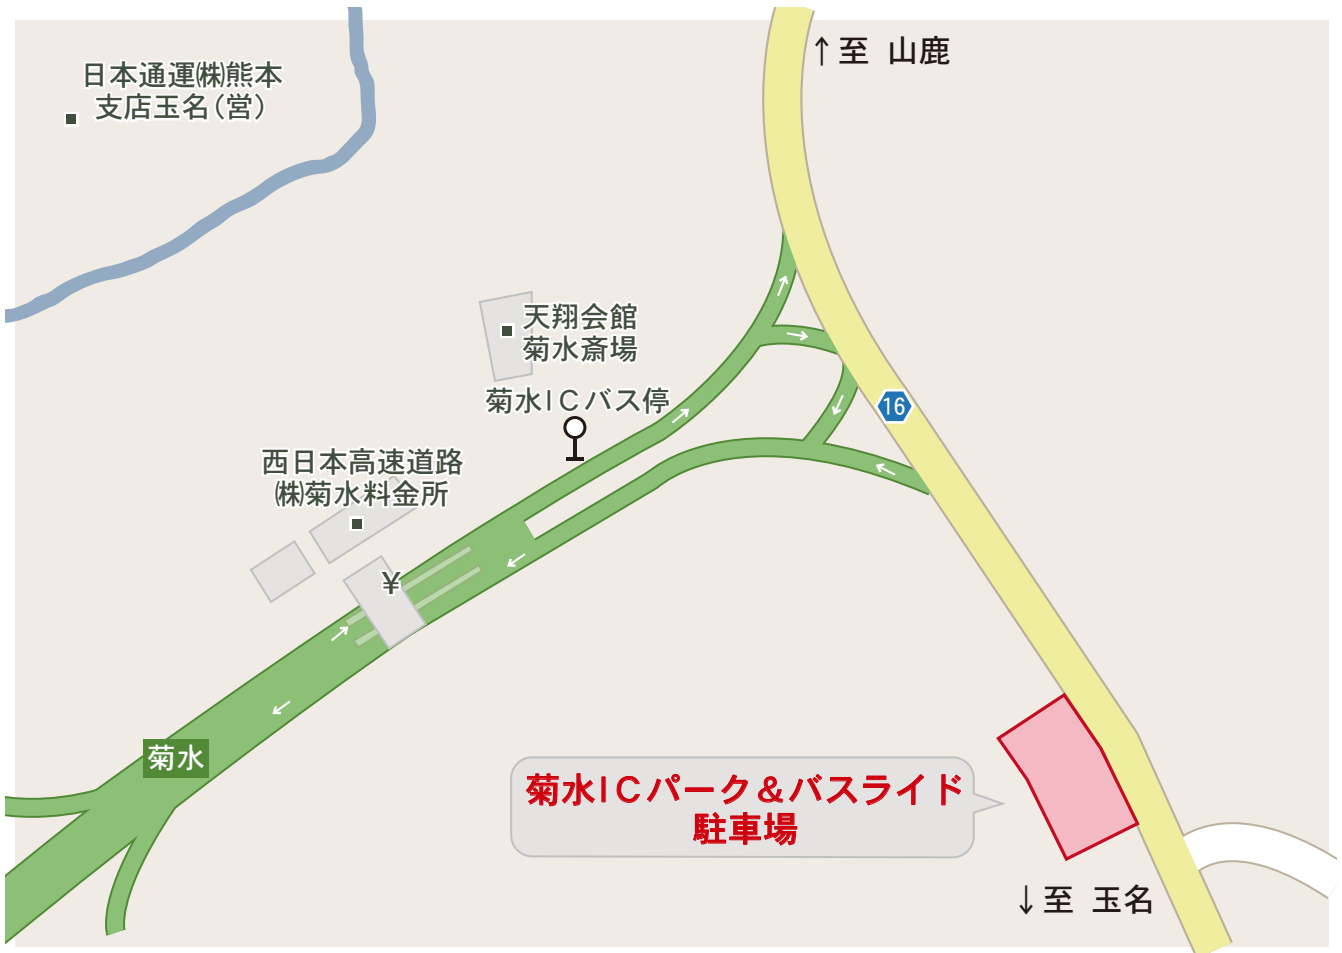 ↑至 山鹿
日本通運㈱熊本
支店玉名(営)
天翔会館
菊水斎場
菊水ICバス停
16
西日本高速道路
㈱菊水料金所
¥
菊水
菊水ICパーク&バスライド
駐車場
↓至 玉名